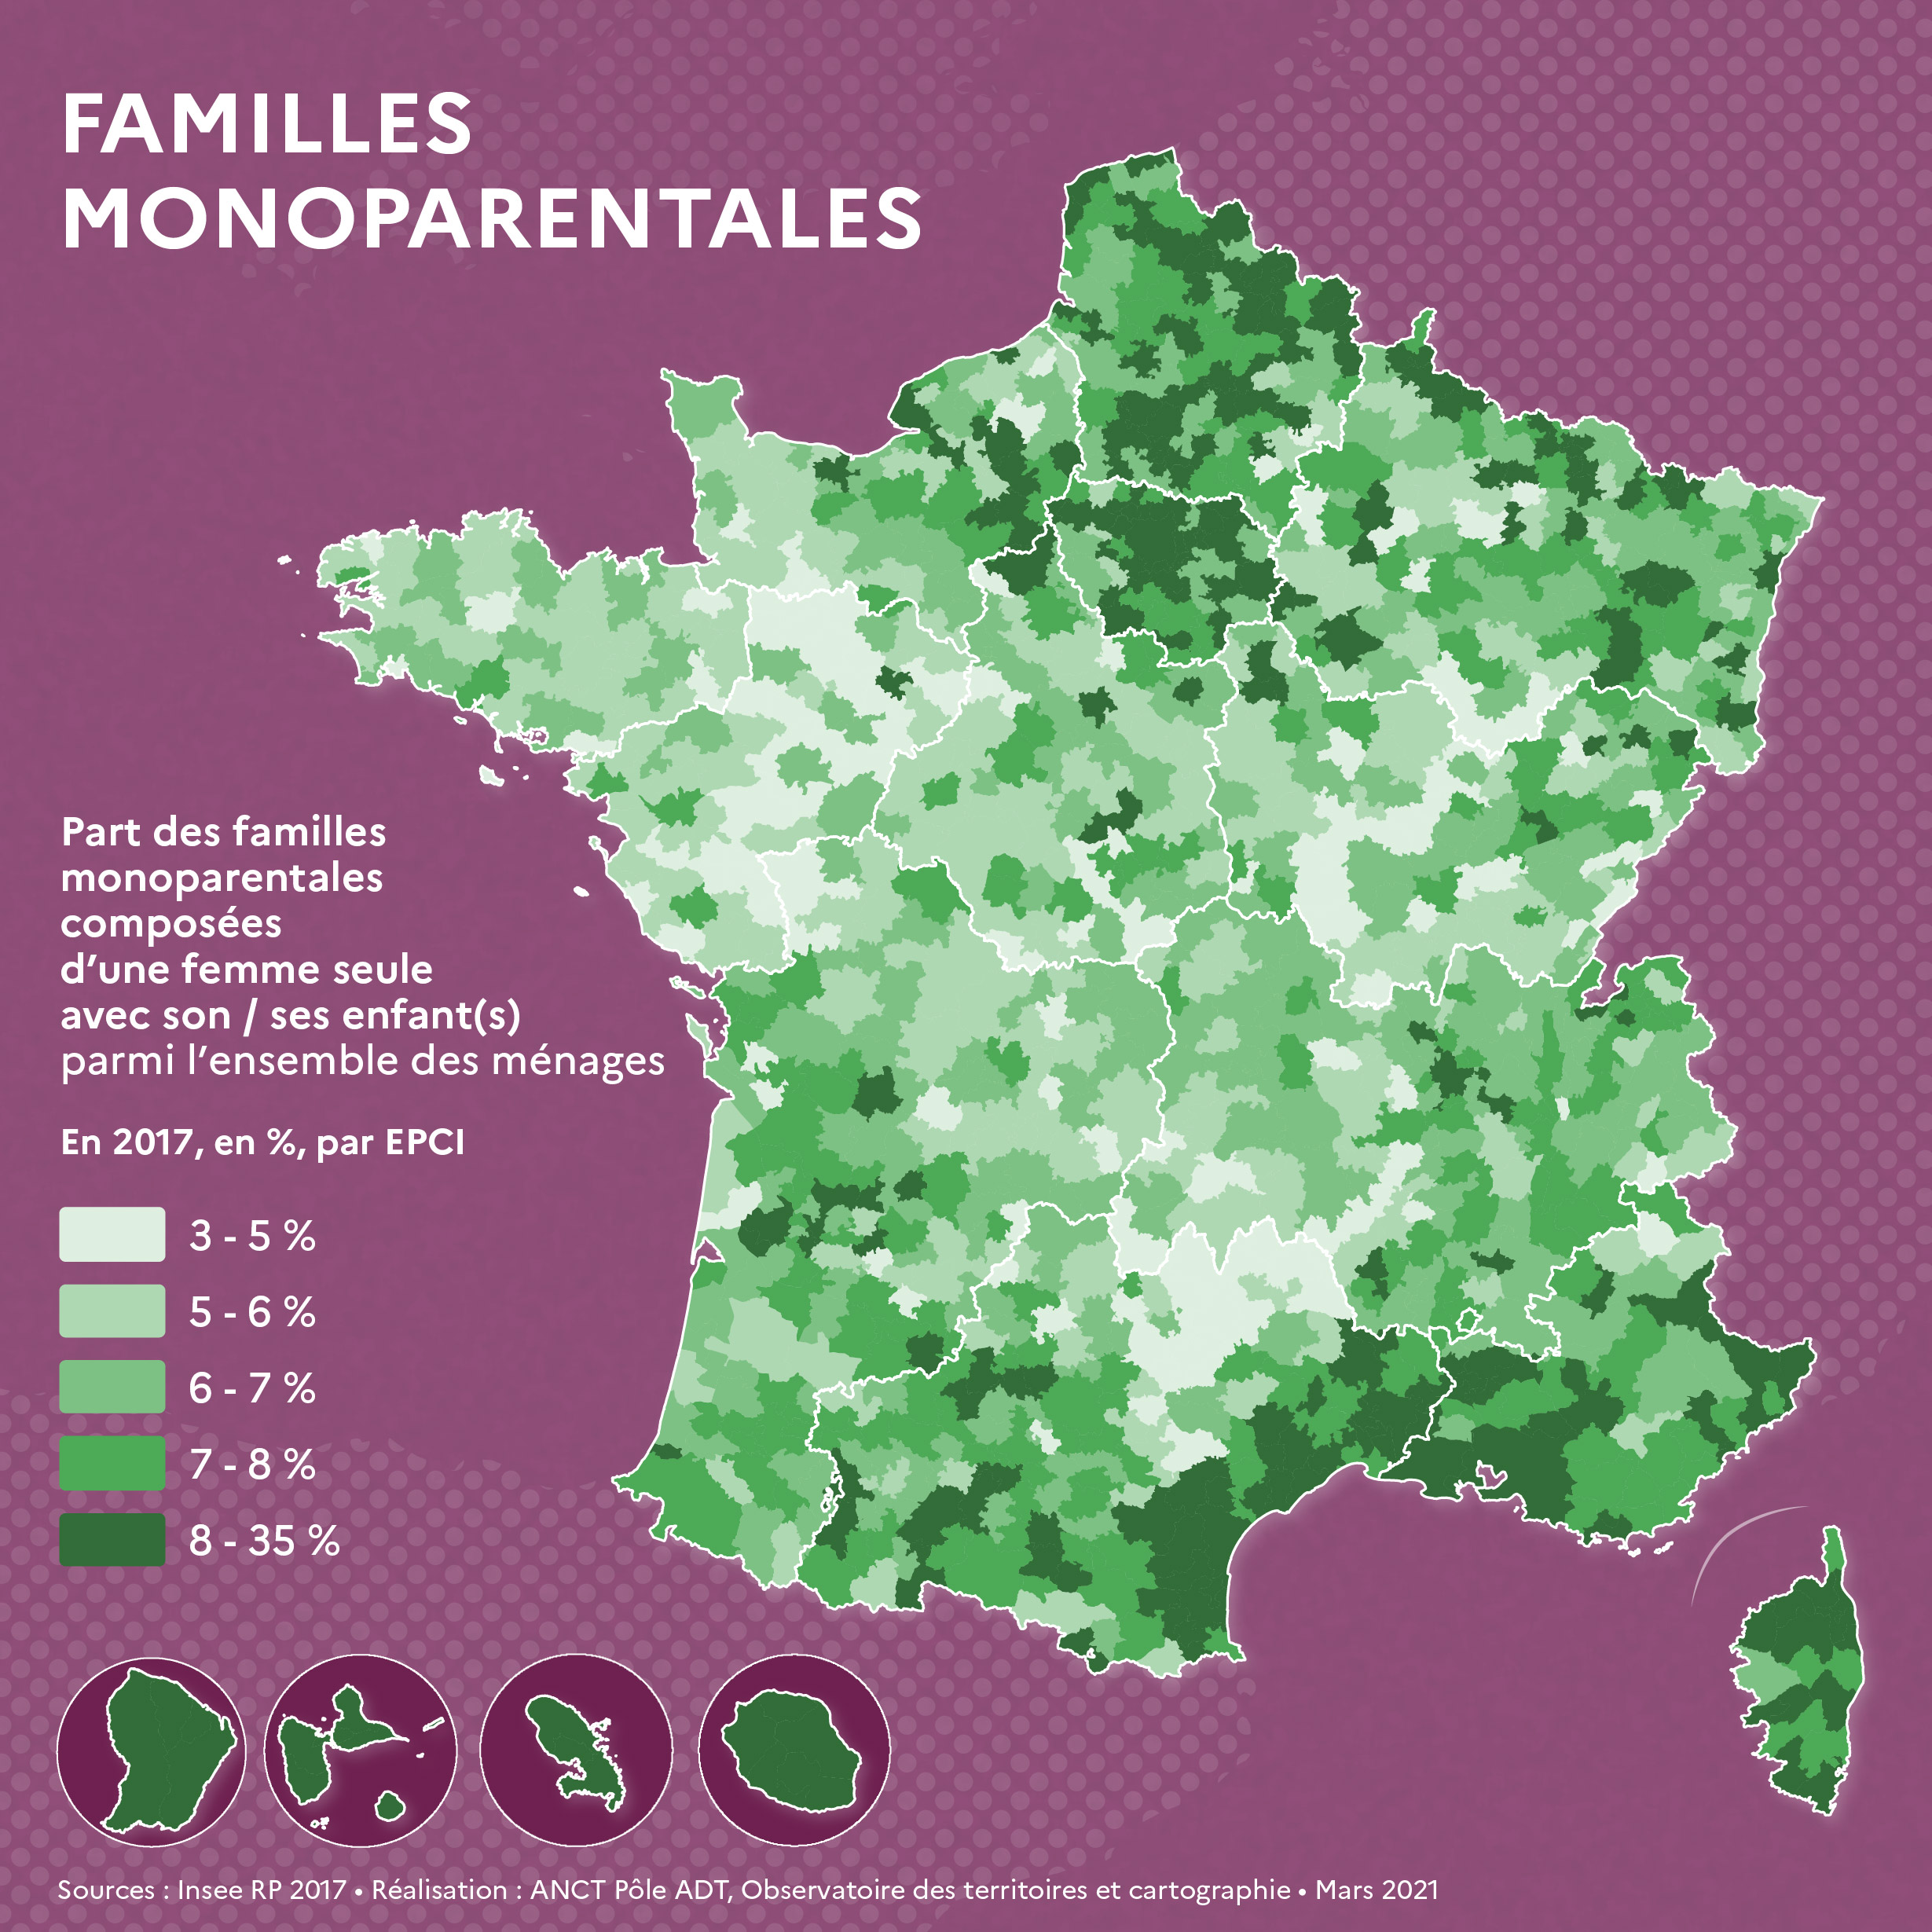 FAMILLES
MONOPARENTALES
Part des familles
monoparentales
composées
d’une femme seule
avec son / ses enfant(s)
parmi l’ensemble des ménages
En 2017, en %, par EPCI
3 - 5 %
5 - 6 %
6 - 7 %
7 - 8 %
8 - 35 %
Sources : Insee RP 2017 • Réalisation : ANCT Pôle ADT, Observatoire des territoires et cartographie • Mars 2021